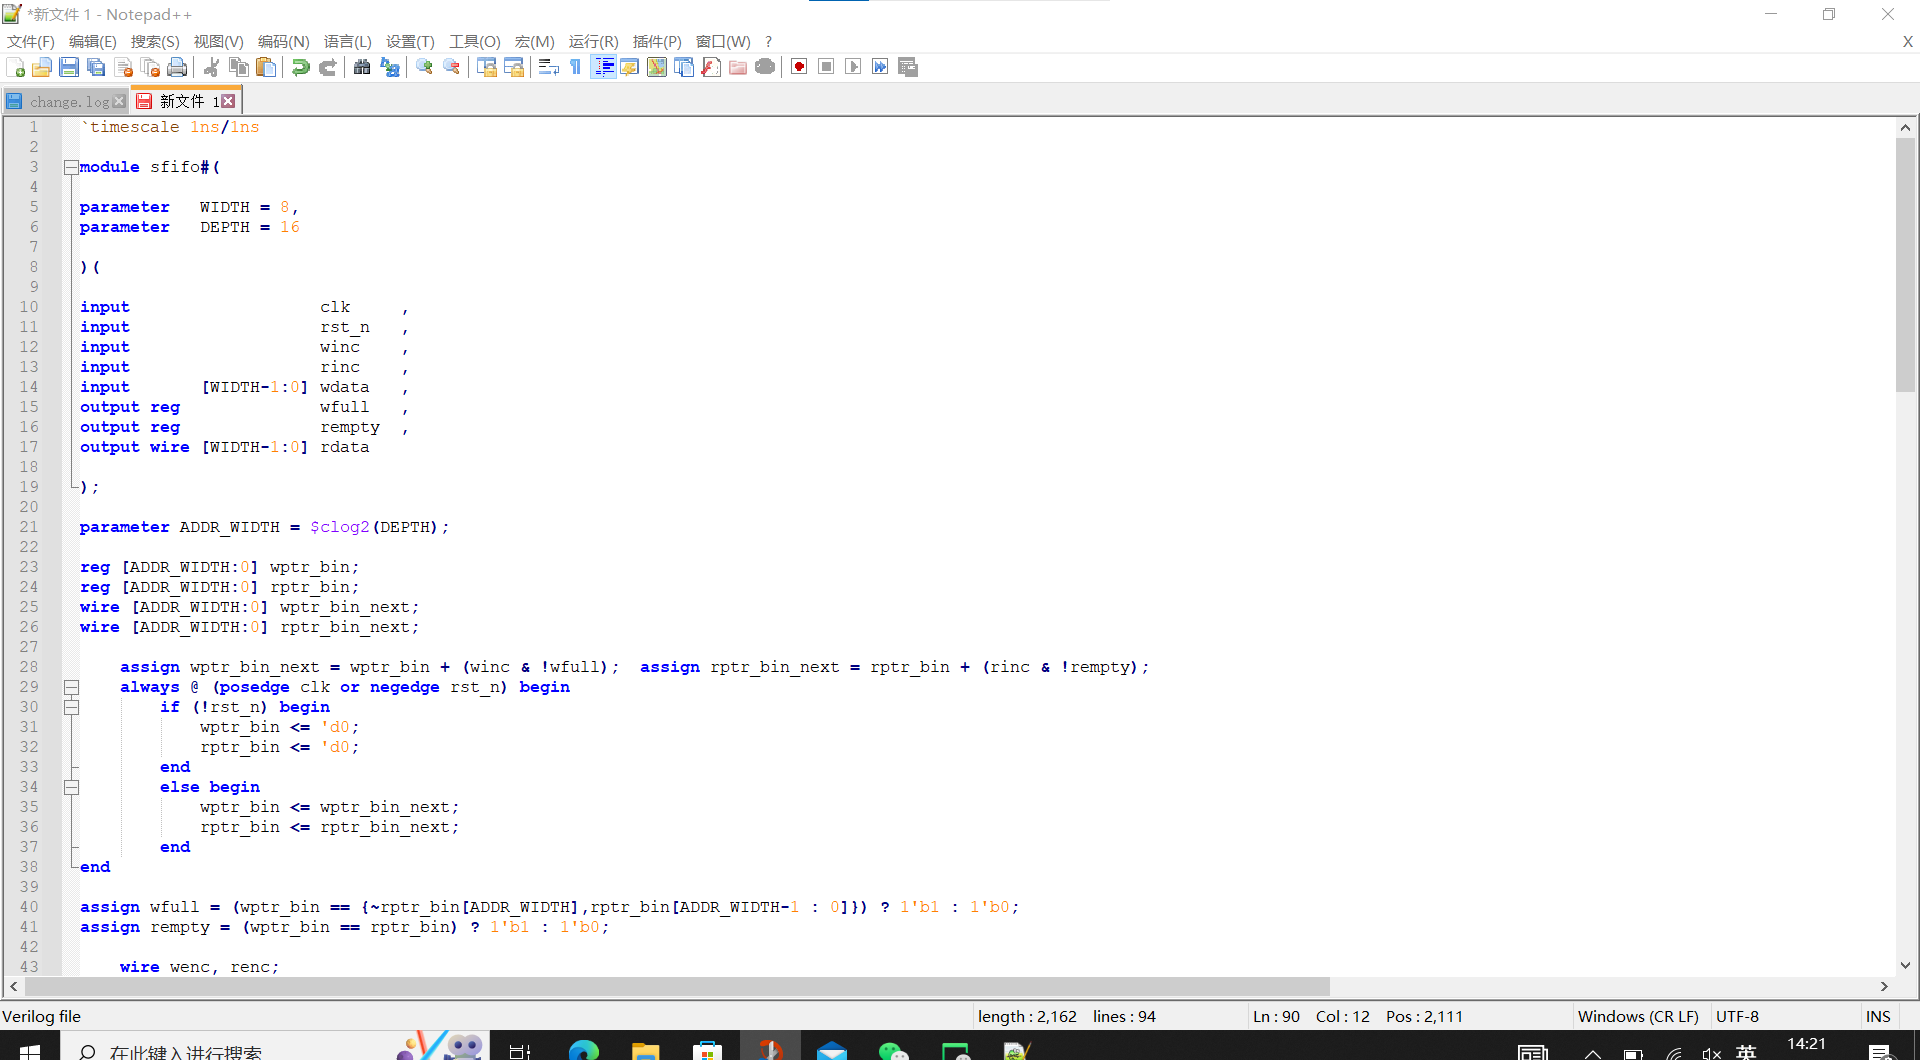 *新文件 1 - Notepad++
文件(F) 编辑(E) 搜索(S) 视图(V) 编码(N) 语言(L) 设置(T) 工具(O) 宏(M) 运行(R) 插件(P) 窗口(W) ? X
change.log 新文件 1
1 `timescale 1ns/1ns
2
3 module sfifo#(
4
5 parameter   WIDTH = 8,
6 parameter   DEPTH = 16
7
8 )(
9
10 input                   clk     ,
11 input                   rst_n   ,
12 input                   winc    ,
13 input                   rinc    ,
14 input       [WIDTH-1:0] wdata   ,
15 output reg              wfull   ,
16 output reg              rempty  ,
17 output wire [WIDTH-1:0] rdata
18
19 );
20
21 parameter ADDR_WIDTH = $clog2(DEPTH);
22
23 reg [ADDR_WIDTH:0] wptr_bin;
24 reg [ADDR_WIDTH:0] rptr_bin;
25 wire [ADDR_WIDTH:0] wptr_bin_next;
26 wire [ADDR_WIDTH:0] rptr_bin_next;
27
28     assign wptr_bin_next = wptr_bin + (winc & !wfull);  assign rptr_bin_next = rptr_bin + (rinc & !rempty);
29     always @ (posedge clk or negedge rst_n) begin
30         if (!rst_n) begin
31             wptr_bin <= 'd0;
32             rptr_bin <= 'd0;
33         end
34         else begin
35             wptr_bin <= wptr_bin_next;
36             rptr_bin <= rptr_bin_next;
37         end
38 end
39
40 assign wfull = (wptr_bin == {~rptr_bin[ADDR_WIDTH],rptr_bin[ADDR_WIDTH-1 : 0]}) ? 1'b1 : 1'b0;
41 assign rempty = (wptr_bin == rptr_bin) ? 1'b1 : 1'b0;
42
43     wire wenc, renc;
Verilog file length : 2,162 lines : 94 Ln : 90 Col : 12 Pos : 2,111 Windows (CR LF) UTF-8 INS
在此键入进行搜索 英 14:21